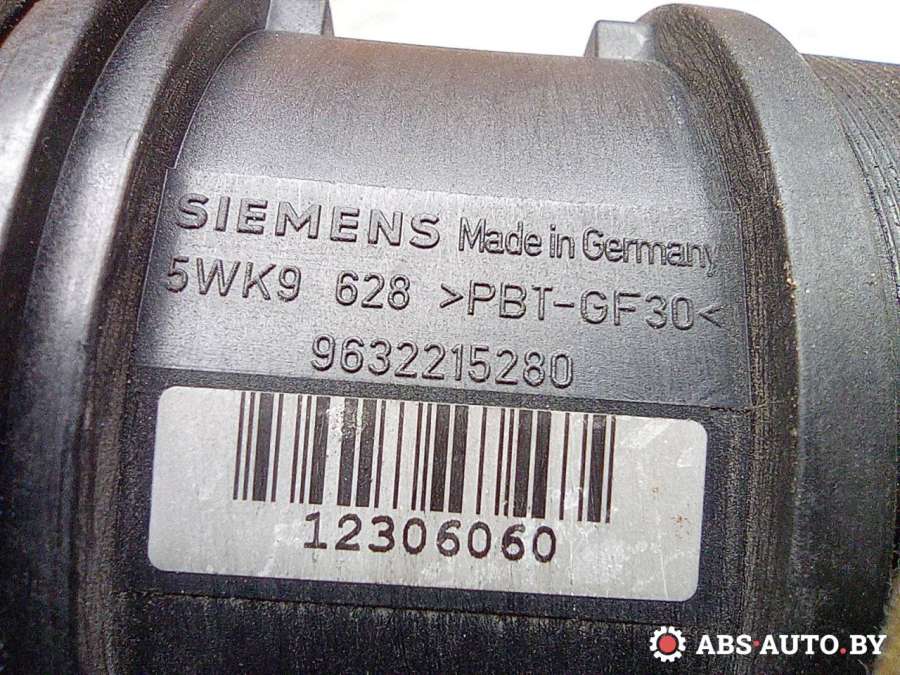 SIEMENS Made in Germany
5WK9 628 >PBT-GF30<
9632215280
12306060
ABS-AUTO.BY